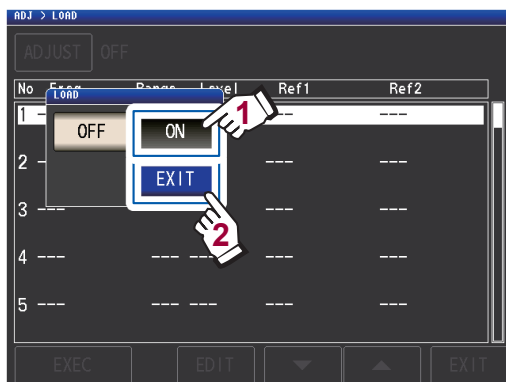 ADJ > LOAD
ADJUST OFF
No Freq Range Level Ref1 Ref2
LOAD
1 - --- ---
OFF ON 1
2 - --- ---
EXIT
3 ---- --- ---
2
4 ---- --- --- --- ---
5 ---- --- --- --- ---
EXEC EDIT ▼ ▲ EXIT